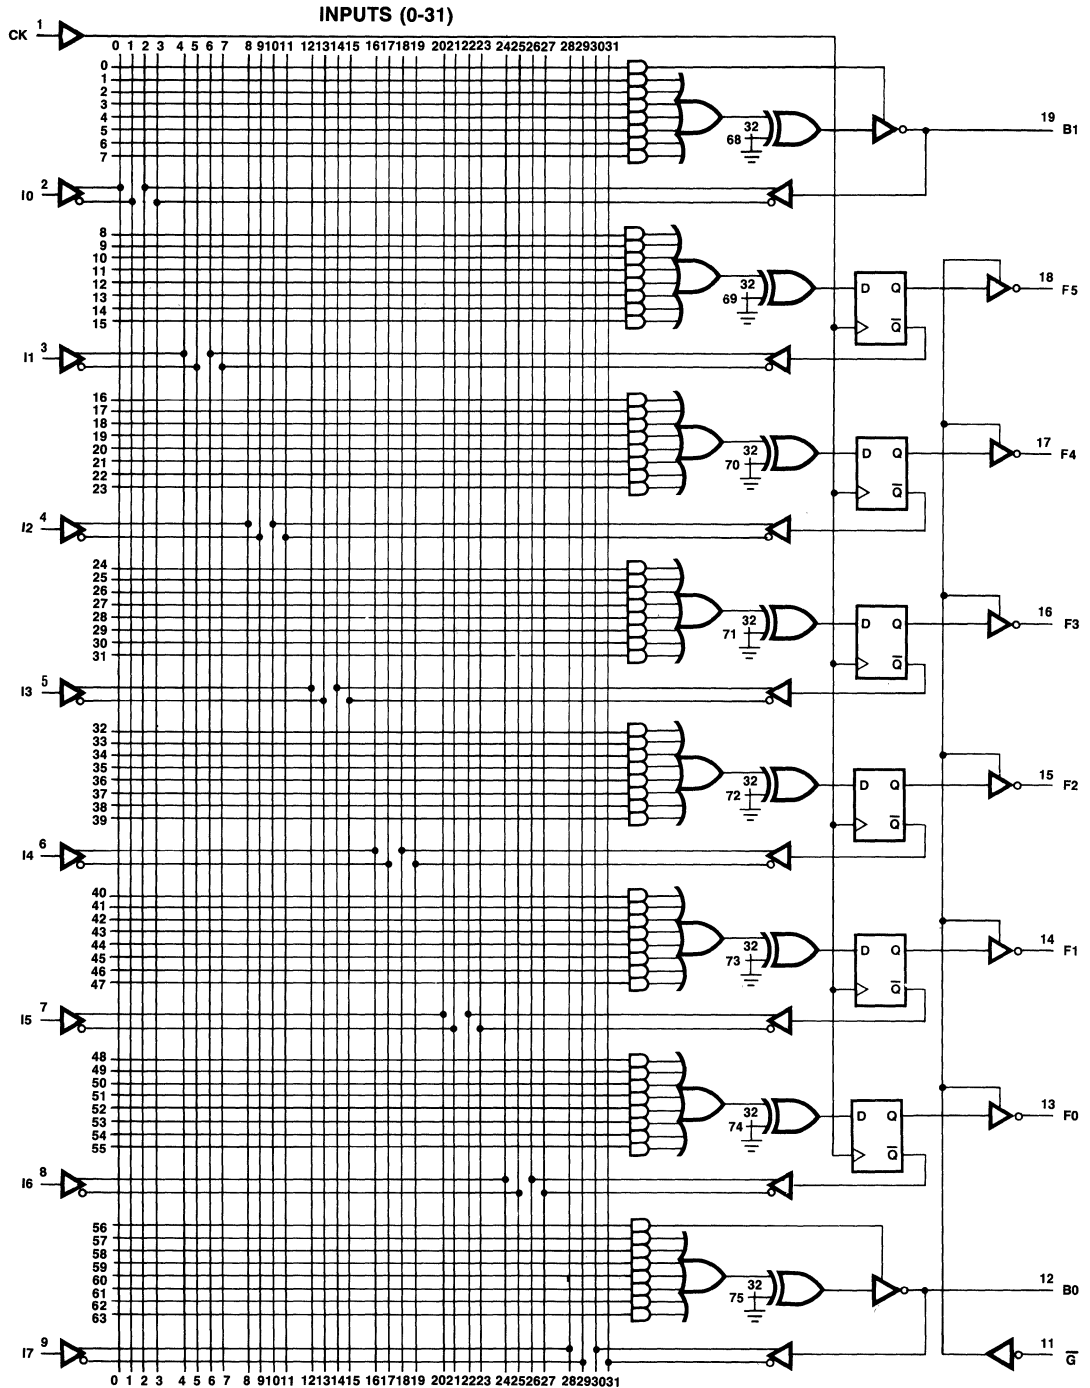 INPUTS (0-31)
CK 1
0 1 2 3 4 5 6 7 8 9 10 11 12 13 14 15 16 17 18 19 20 21 22 23 24 25 26 27 28 29 30 31
0
1
2
3
4
5
6
7
32
68
19 B1
I0 2
8
9
10
11
12
13
14
15
32
69
D Q
Q̅
18 F5
I1 3
16
17
18
19
20
21
22
23
32
70
D Q
Q̅
17 F4
I2 4
24
25
26
27
28
29
30
31
32
71
D Q
Q̅
16 F3
I3 5
32
33
34
35
36
37
38
39
32
72
D Q
Q̅
15 F2
I4 6
40
41
42
43
44
45
46
47
32
73
D Q
Q̅
14 F1
I5 7
48
49
50
51
52
53
54
55
32
74
D Q
Q̅
13 F0
I6 8
56
57
58
59
60
61
62
63
32
75
12 B0
I7 9
11 G̅
0 1 2 3 4 5 6 7 8 9 10 11 12 13 14 15 16 17 18 19 20 21 22 23 24 25 26 27 28 29 30 31